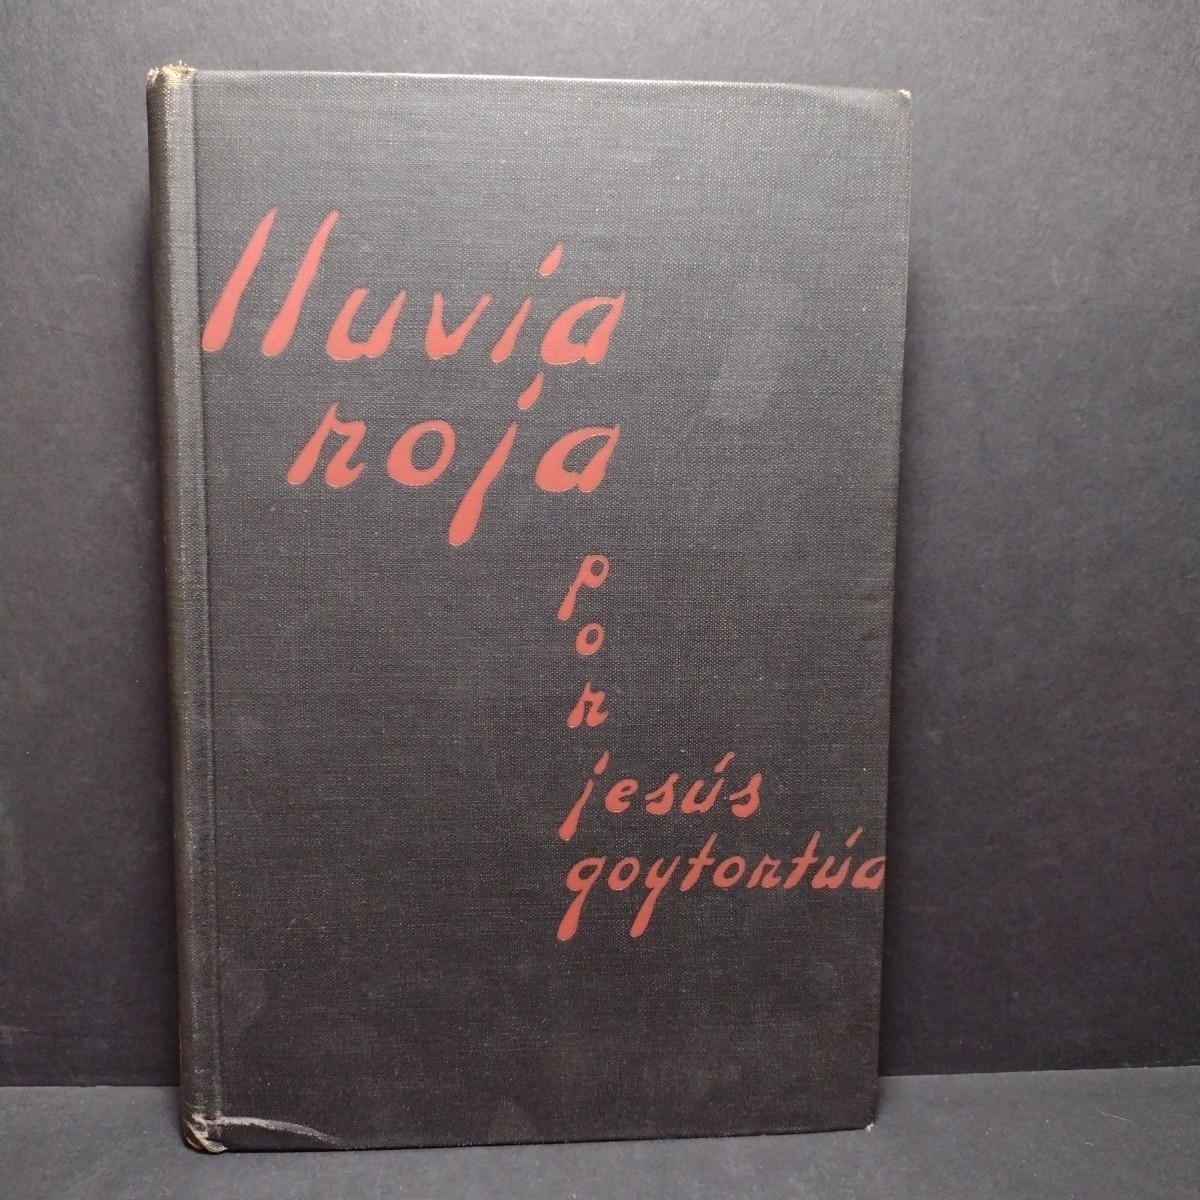 lluvia
roja
por
jesús
goytortúa